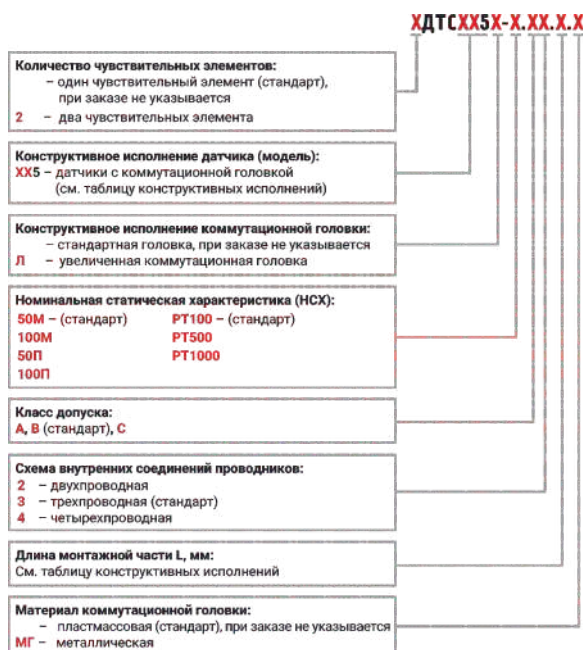 ХДТСХХ5Х-Х.ХХ.Х.Х
Количество чувствительных элементов:
– один чувствительный элемент (стандарт),
при заказе не указывается
2 – два чувствительных элемента
Конструктивное исполнение датчика (модель):
ХХ5 – датчики с коммутационной головкой
(см. таблицу конструктивных исполнений)
Конструктивное исполнение коммутационной головки:
– стандартная головка, при заказе не указывается
Л – увеличенная коммутационная головка
Номинальная статическая характеристика (НСХ):
50М – (стандарт) РТ100 – (стандарт)
100М РТ500
50П РТ1000
100П
Класс допуска:
А, В (стандарт), С
Схема внутренних соединений проводников:
2 – двухпроводная
3 – трехпроводная (стандарт)
4 – четырехпроводная
Длина монтажной части L, мм:
См. таблицу конструктивных исполнений
Материал коммутационной головки:
– пластмассовая (стандарт), при заказе не указывается
МГ – металлическая